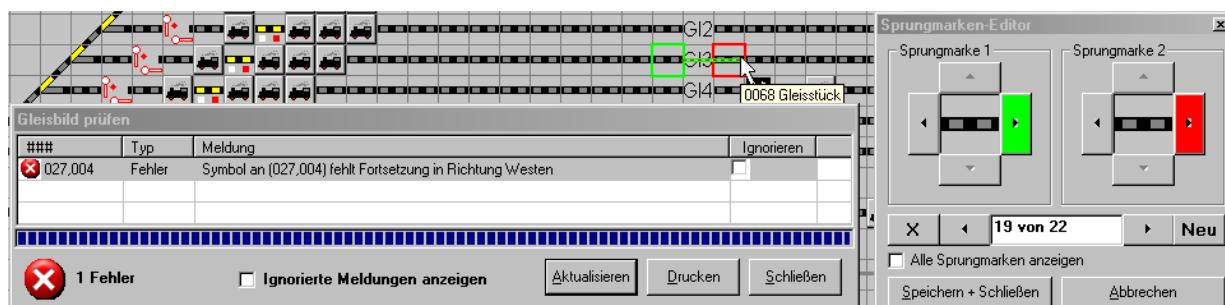 Gl2
Gl3
Gl4
0068 Gleisstück
Gleisbild prüfen
### Typ Meldung Ignorieren
027,004 Fehler Symbol an (027,004) fehlt Fortsetzung in Richtung Westen
1 Fehler
Ignorierte Meldungen anzeigen
Aktualisieren Drucken Schließen
Sprungmarken-Editor
Sprungmarke 1 Sprungmarke 2
X 19 von 22 Neu
Alle Sprungmarken anzeigen
Speichern + Schließen Abbrechen